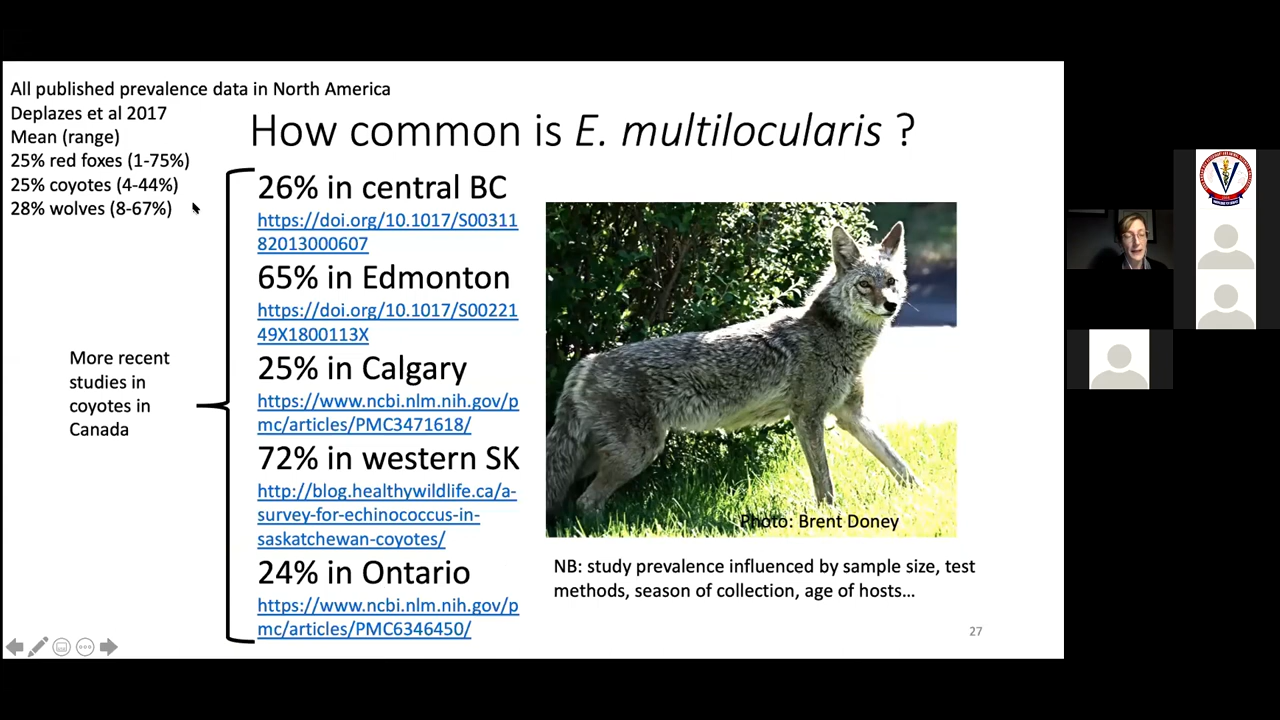 All published prevalence data in North America
Deplazes et al 2017
Mean (range)
25% red foxes (1-75%)
25% coyotes (4-44%)
28% wolves (8-67%)
How common is E. multilocularis ?
26% in central BC
https://doi.org/10.1017/S00311
82013000607
65% in Edmonton
https://doi.org/10.1017/S00221
49X1800113X
25% in Calgary
https://www.ncbi.nlm.nih.gov/p
mc/articles/PMC3471618/
72% in western SK
http://blog.healthywildlife.ca/a-
survey-for-echinococcus-in-
saskatchewan-coyotes/
24% in Ontario
https://www.ncbi.nlm.nih.gov/p
mc/articles/PMC6346450/
More recent
studies in
coyotes in
Canada
Photo: Brent Doney
NB: study prevalence influenced by sample size, test
methods, season of collection, age of hosts…
27